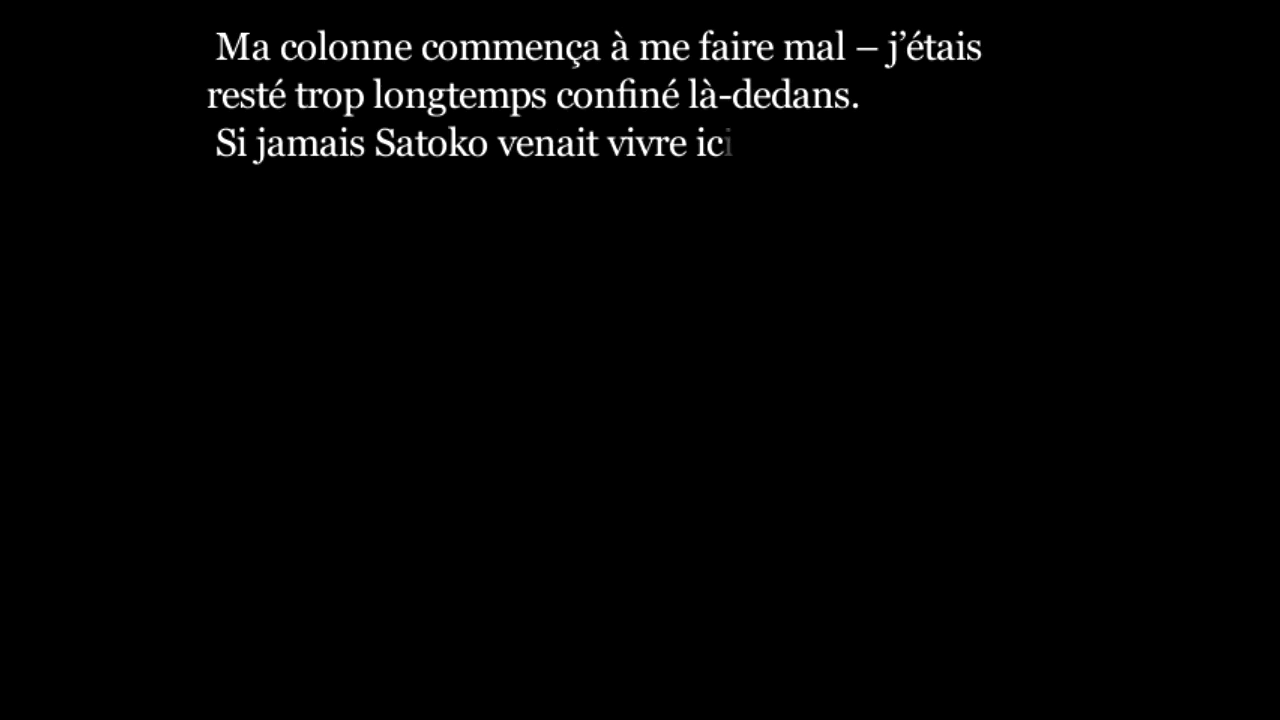 Ma colonne commença à me faire mal – j’étais
resté trop longtemps confiné là-dedans.
Si jamais Satoko venait vivre ici